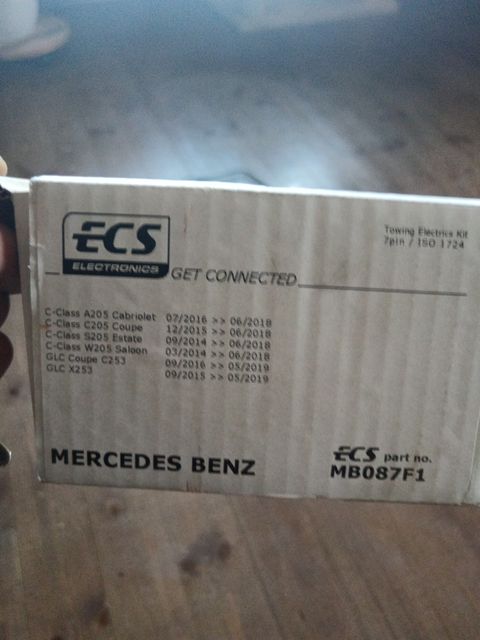 ECS
ELECTRONICS
GET CONNECTED
Towing Electrics Kit
7pin / ISO 1724
C-Class A205 Cabriolet 07/2016 >> 06/2018
C-Class C205 Coupe 12/2015 >> 06/2018
C-Class S205 Estate 09/2014 >> 06/2018
C-Class W205 Saloon 03/2014 >> 06/2018
GLC Coupe C253 09/2016 >> 05/2019
GLC X253 09/2015 >> 05/2019
MERCEDES BENZ
ECS part no.
MB087F1